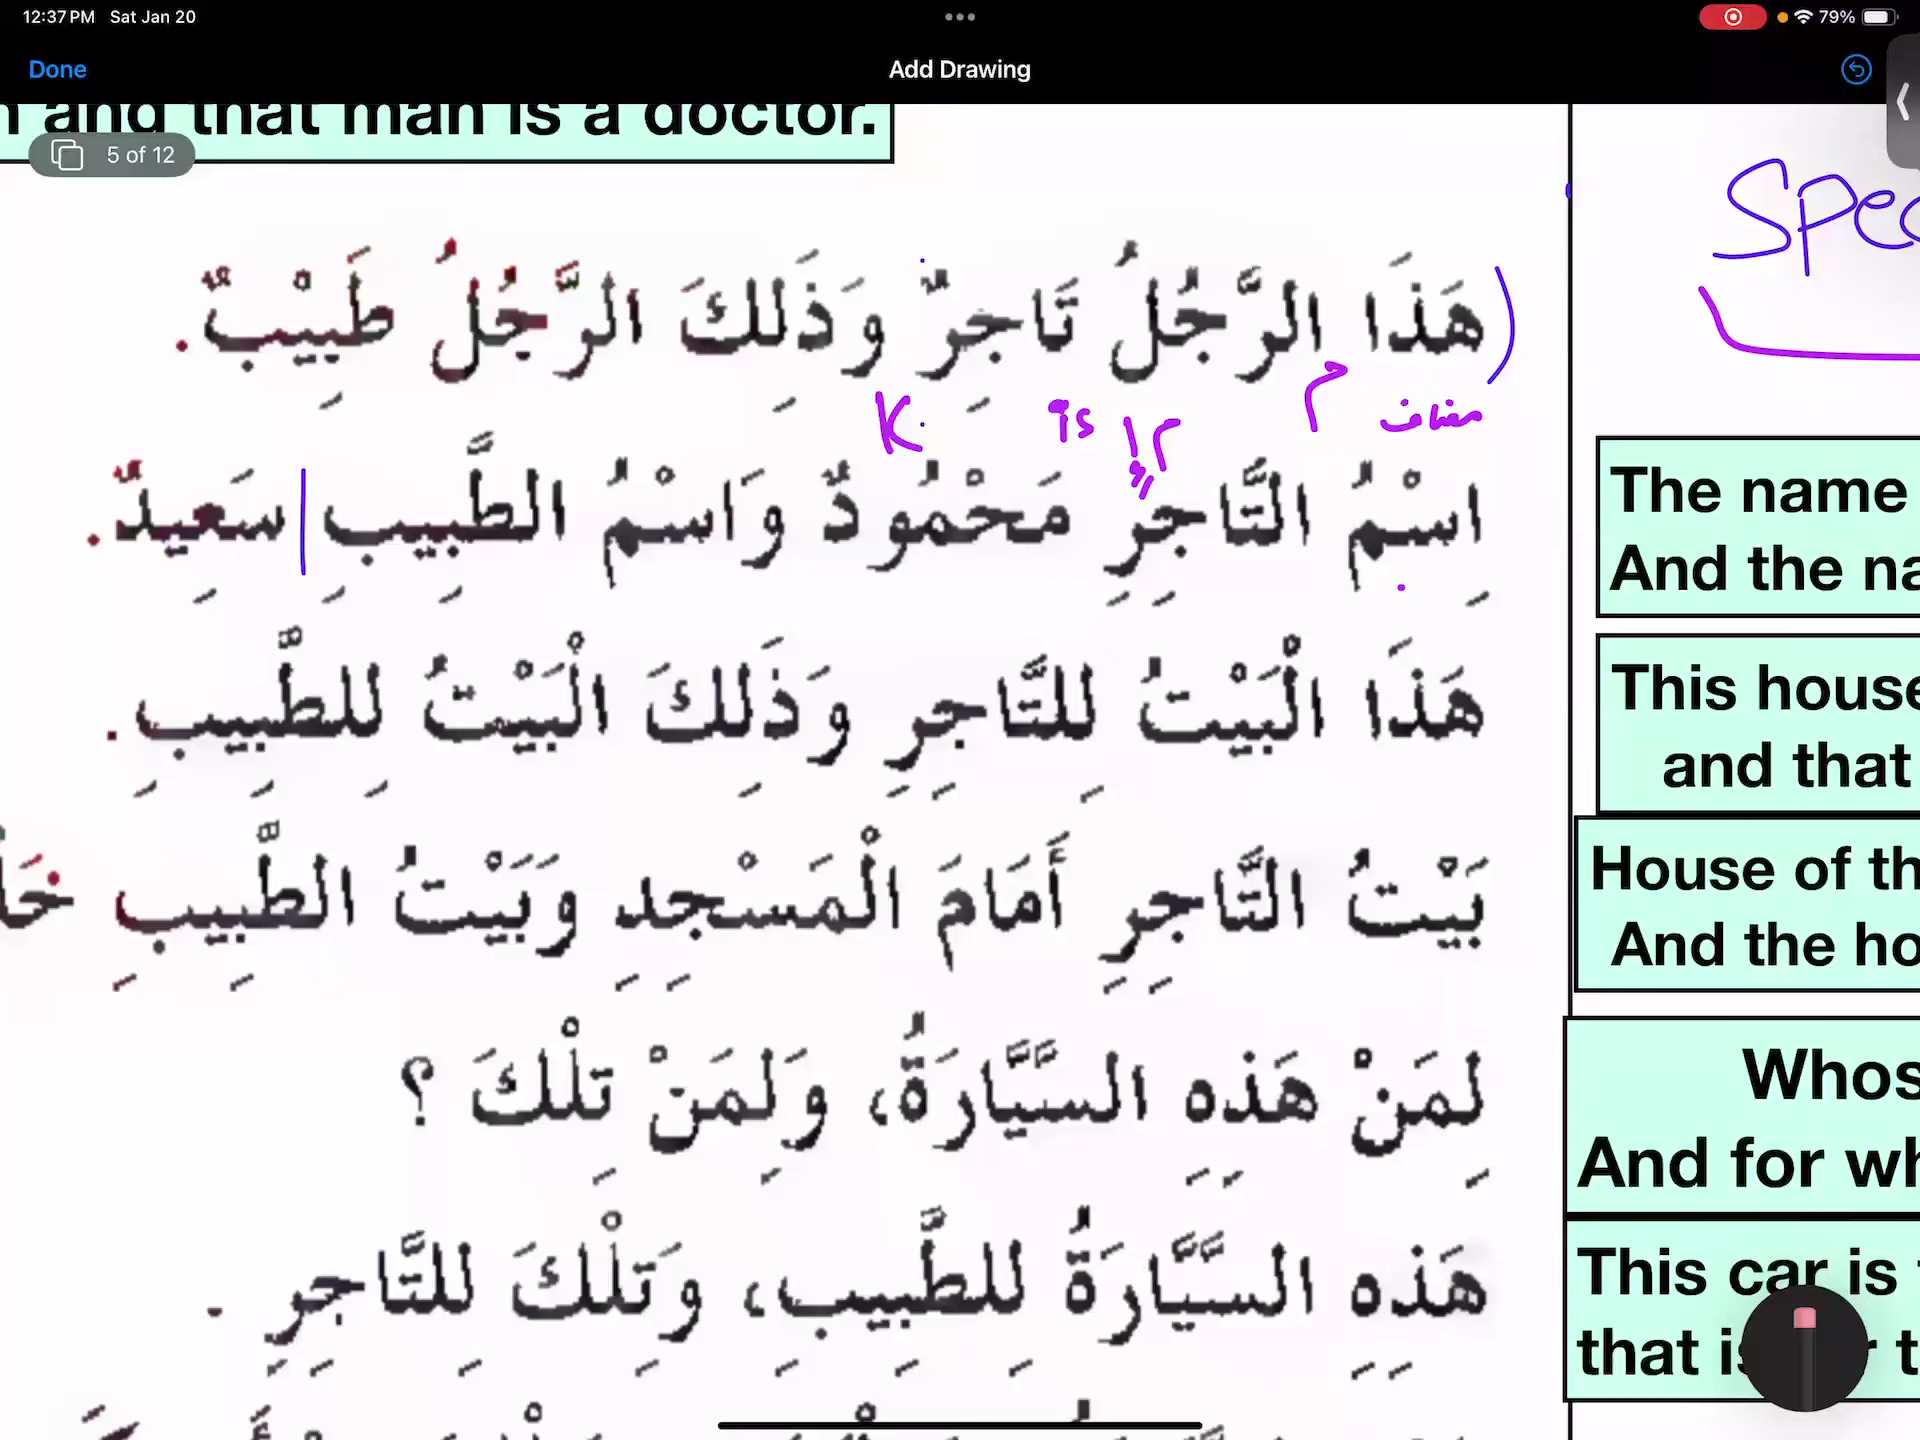 12:37 PM Sat Jan 20
79%
Done
Add Drawing
and that man is a doctor.
5 of 12
Spec
هَذَا الرَّجُلُ تَاجِرٌ وَذَلِكَ الرَّجُلُ طَبِيْبٌ.
K is م مضاف
اِسْمُ التَّاجِرِ مَحْمُودٌ وَاسْمُ الطَّبِيبِ سَعِيدٌ.
The name
And the na
هَذَا الْبَيْتُ لِلتَّاجِرِ وَذَلِكَ الْبَيْتُ لِلطَّبِيبِ.
This house
and that
بَيْتُ التَّاجِرِ أَمَامَ الْمَسْجِدِ وَبَيْتُ الطَّبِيبِ خَلْ
House of th
And the ho
لِمَنْ هَذِهِ السَّيَّارَةُ، وَلِمَنْ تِلْكَ ؟
Whos
And for wh
هَذِهِ السَّيَّارَةُ لِلطَّبِيبِ، وَتِلْكَ لِلتَّاجِرِ.
This car is
that is